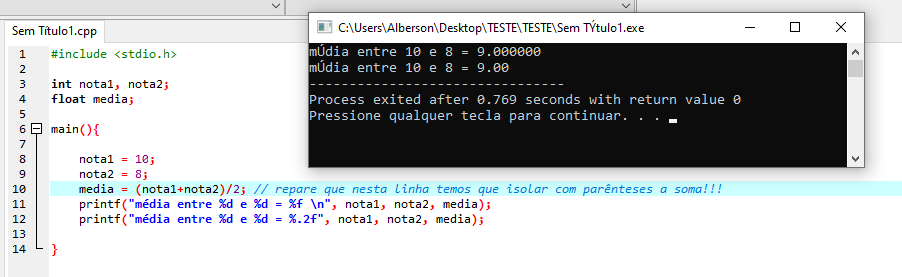 Sem Título1.cpp
1 #include <stdio.h>
2
3 int nota1, nota2;
4 float media;
5
6 main(){
7
8 nota1 = 10;
9 nota2 = 8;
10 media = (nota1+nota2)/2; // repare que nesta linha temos que isolar com parênteses a soma!!!
11 printf("média entre %d e %d = %f \n", nota1, nota2, media);
12 printf("média entre %d e %d = %.2f", nota1, nota2, media);
13
14 }
C:\Users\Alberson\Desktop\TESTE\TESTE\Sem TÝtulo1.exe
mÚdia entre 10 e 8 = 9.000000
mÚdia entre 10 e 8 = 9.00
--------------------------------
Process exited after 0.769 seconds with return value 0
Pressione qualquer tecla para continuar. . .